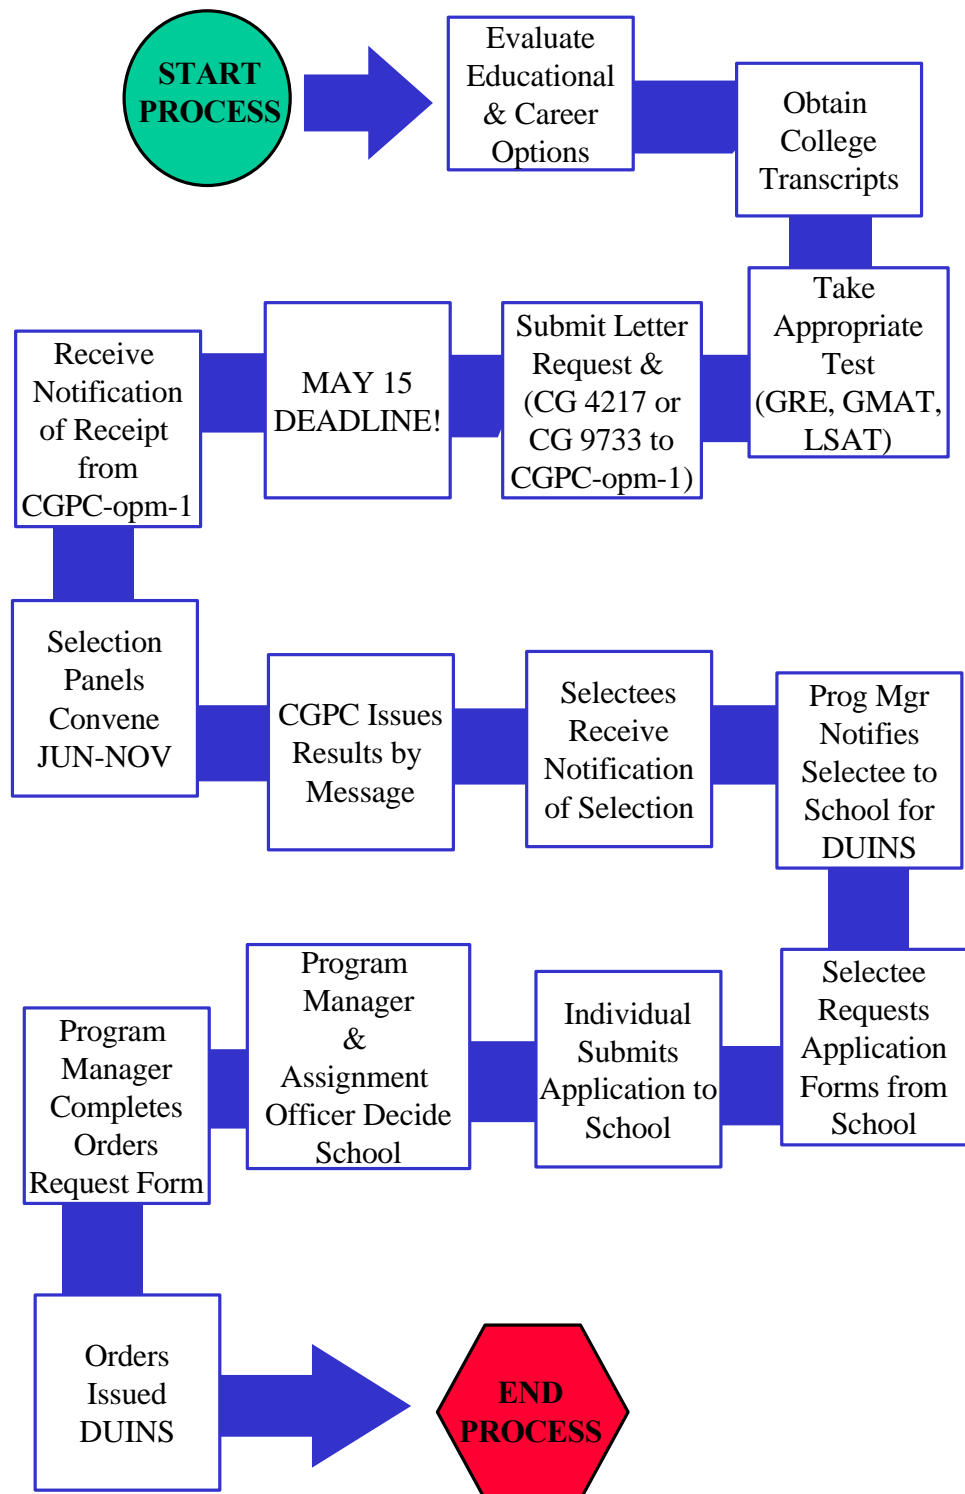 START
PROCESS
Evaluate
Educational
& Career
Options
Obtain
College
Transcripts
Take
Appropriate
Test
(GRE, GMAT,
LSAT)
Submit Letter
Request &
(CG 4217 or
CG 9733 to
CGPC-opm-1)
MAY 15
DEADLINE!
Receive
Notification
of Receipt
from
CGPC-opm-1
Selection
Panels
Convene
JUN-NOV
CGPC Issues
Results by
Message
Selectees
Receive
Notification
of Selection
Prog Mgr
Notifies
Selectee to
School for
DUINS
Selectee
Requests
Application
Forms from
School
Individual
Submits
Application to
School
Program
Manager
&
Assignment
Officer Decide
School
Program
Manager
Completes
Orders
Request Form
Orders
Issued
DUINS
END
PROCESS